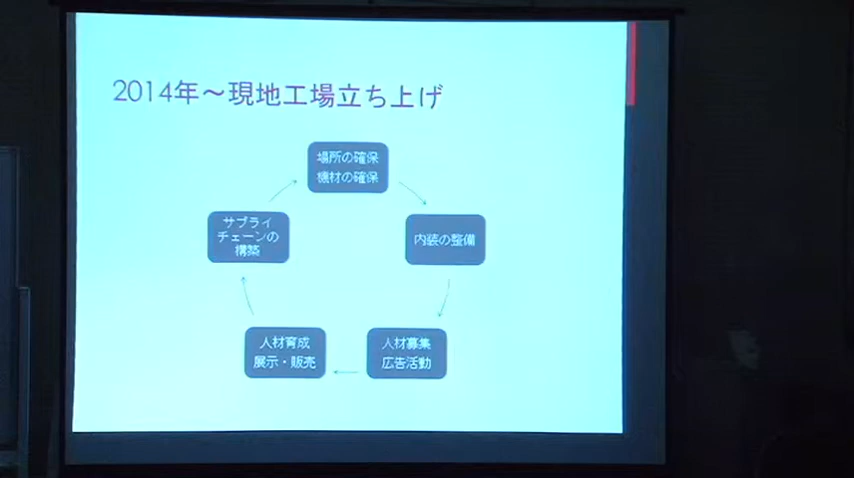 2014年～現地工場立ち上げ
場所の確保
機材の確保
内装の整備
人材募集
広告活動
人材育成
展示・販売
サプライ
チェーンの
構築